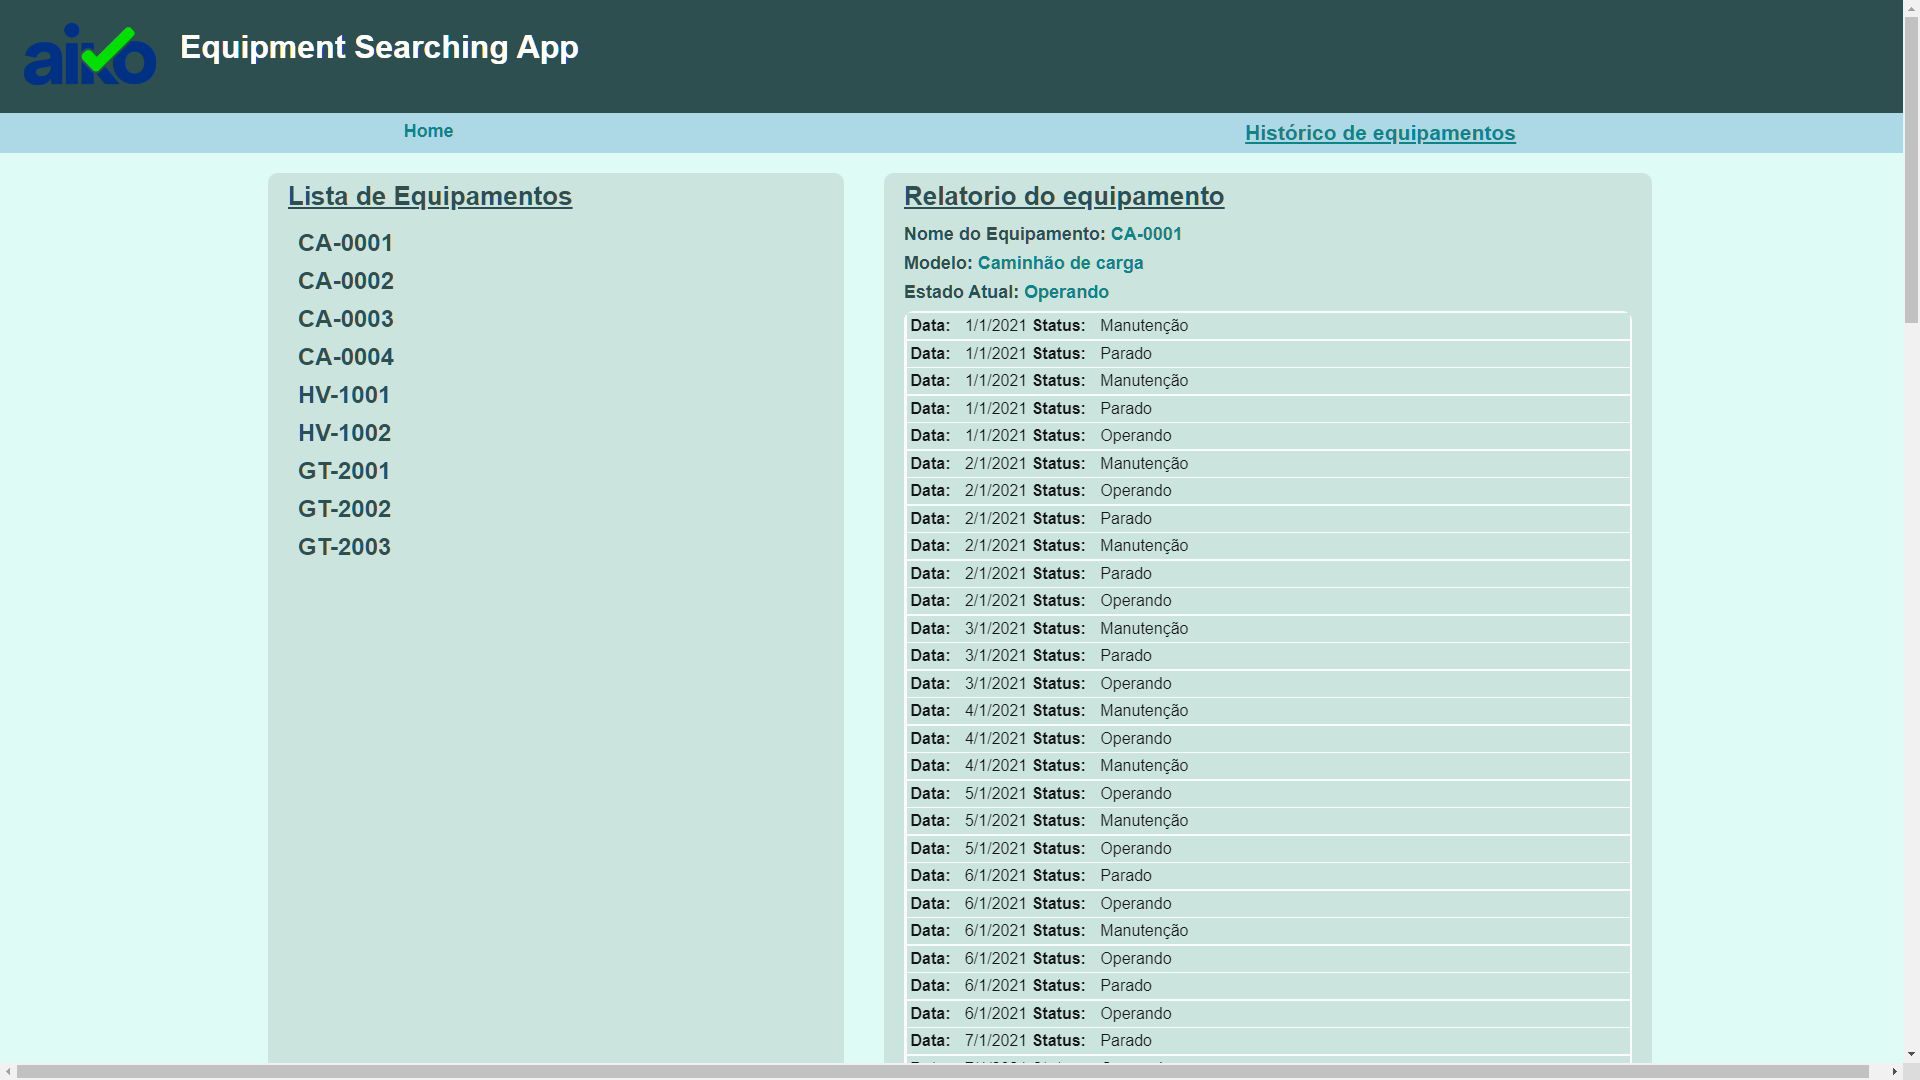 aiko
Equipment Searching App
Home
Histórico de equipamentos
Lista de Equipamentos
CA-0001
CA-0002
CA-0003
CA-0004
HV-1001
HV-1002
GT-2001
GT-2002
GT-2003
Relatorio do equipamento
Nome do Equipamento: CA-0001
Modelo: Caminhão de carga
Estado Atual: Operando
Data: 1/1/2021 Status: Manutenção
Data: 1/1/2021 Status: Parado
Data: 1/1/2021 Status: Manutenção
Data: 1/1/2021 Status: Parado
Data: 1/1/2021 Status: Operando
Data: 2/1/2021 Status: Manutenção
Data: 2/1/2021 Status: Operando
Data: 2/1/2021 Status: Parado
Data: 2/1/2021 Status: Manutenção
Data: 2/1/2021 Status: Parado
Data: 2/1/2021 Status: Operando
Data: 3/1/2021 Status: Manutenção
Data: 3/1/2021 Status: Parado
Data: 3/1/2021 Status: Operando
Data: 4/1/2021 Status: Manutenção
Data: 4/1/2021 Status: Operando
Data: 4/1/2021 Status: Manutenção
Data: 5/1/2021 Status: Operando
Data: 5/1/2021 Status: Manutenção
Data: 5/1/2021 Status: Operando
Data: 6/1/2021 Status: Parado
Data: 6/1/2021 Status: Operando
Data: 6/1/2021 Status: Manutenção
Data: 6/1/2021 Status: Operando
Data: 6/1/2021 Status: Parado
Data: 6/1/2021 Status: Operando
Data: 7/1/2021 Status: Parado